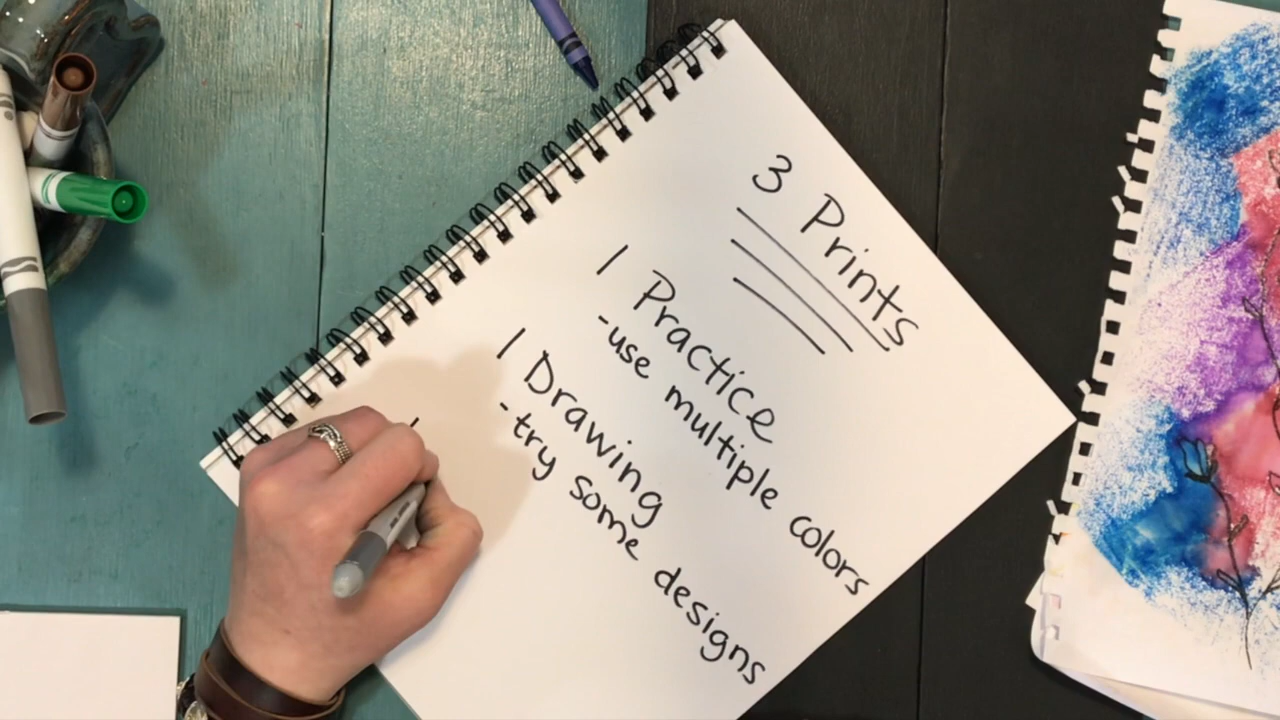 3 Prints
1 Practice
-use multiple colors
1 Drawing
-try some designs